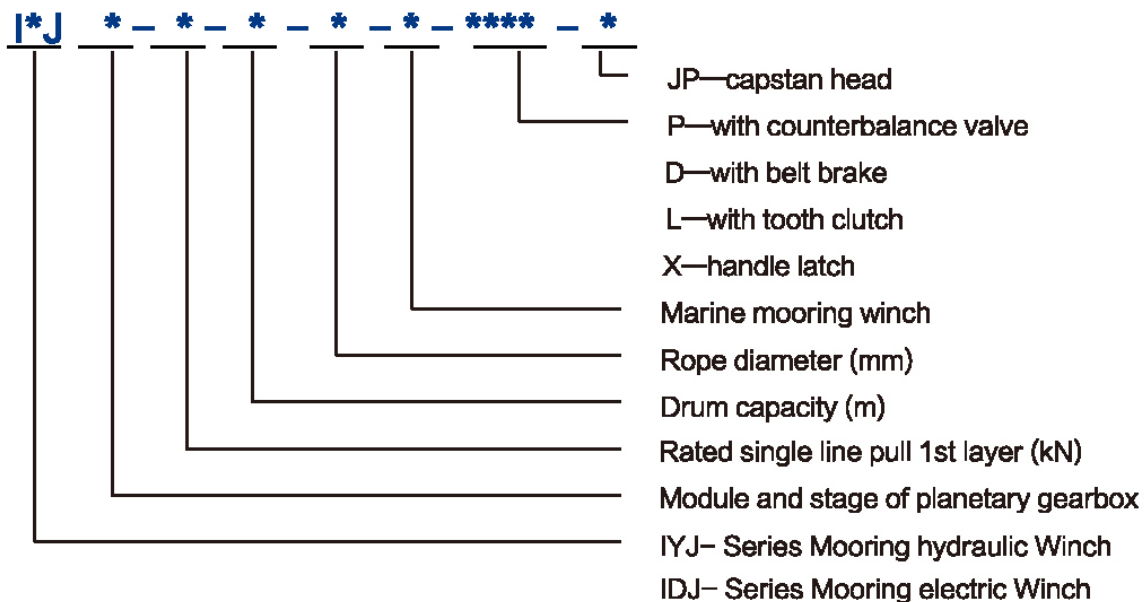 I*J *–*–*–*–*–****–*
JP—capstan head
P—with counterbalance valve
D—with belt brake
L—with tooth clutch
X—handle latch
Marine mooring winch
Rope diameter (mm)
Drum capacity (m)
Rated single line pull 1st layer (kN)
Module and stage of planetary gearbox
IYJ– Series Mooring hydraulic Winch
IDJ– Series Mooring electric Winch